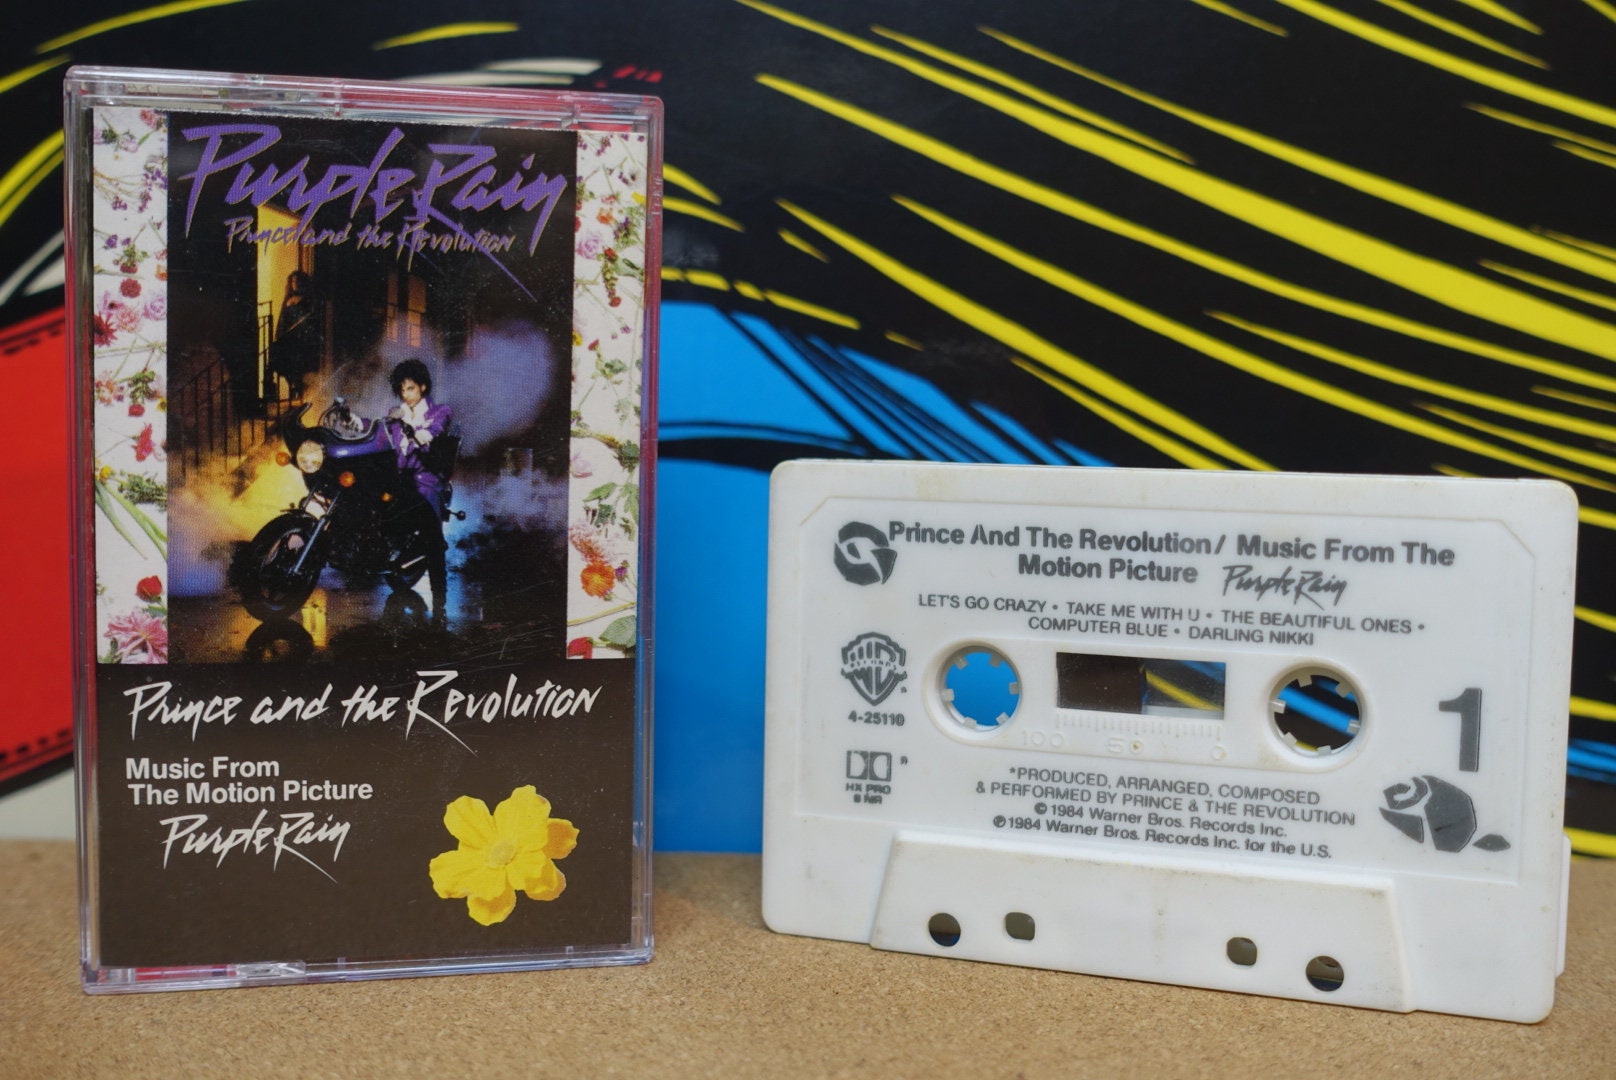 Purple Rain
Prince and the Revolution
Prince and the Revolution
Music From
The Motion Picture
Purple Rain
Prince And The Revolution/ Music From The
Motion Picture Purple Rain
LET'S GO CRAZY • TAKE ME WITH U • THE BEAUTIFUL ONES •
COMPUTER BLUE • DARLING NIKKI
4-25110
100 50 0
1
HX PRO
B NR
*PRODUCED, ARRANGED, COMPOSED
& PERFORMED BY PRINCE & THE REVOLUTION
© 1984 Warner Bros. Records Inc.
℗ 1984 Warner Bros. Records Inc. for the U.S.